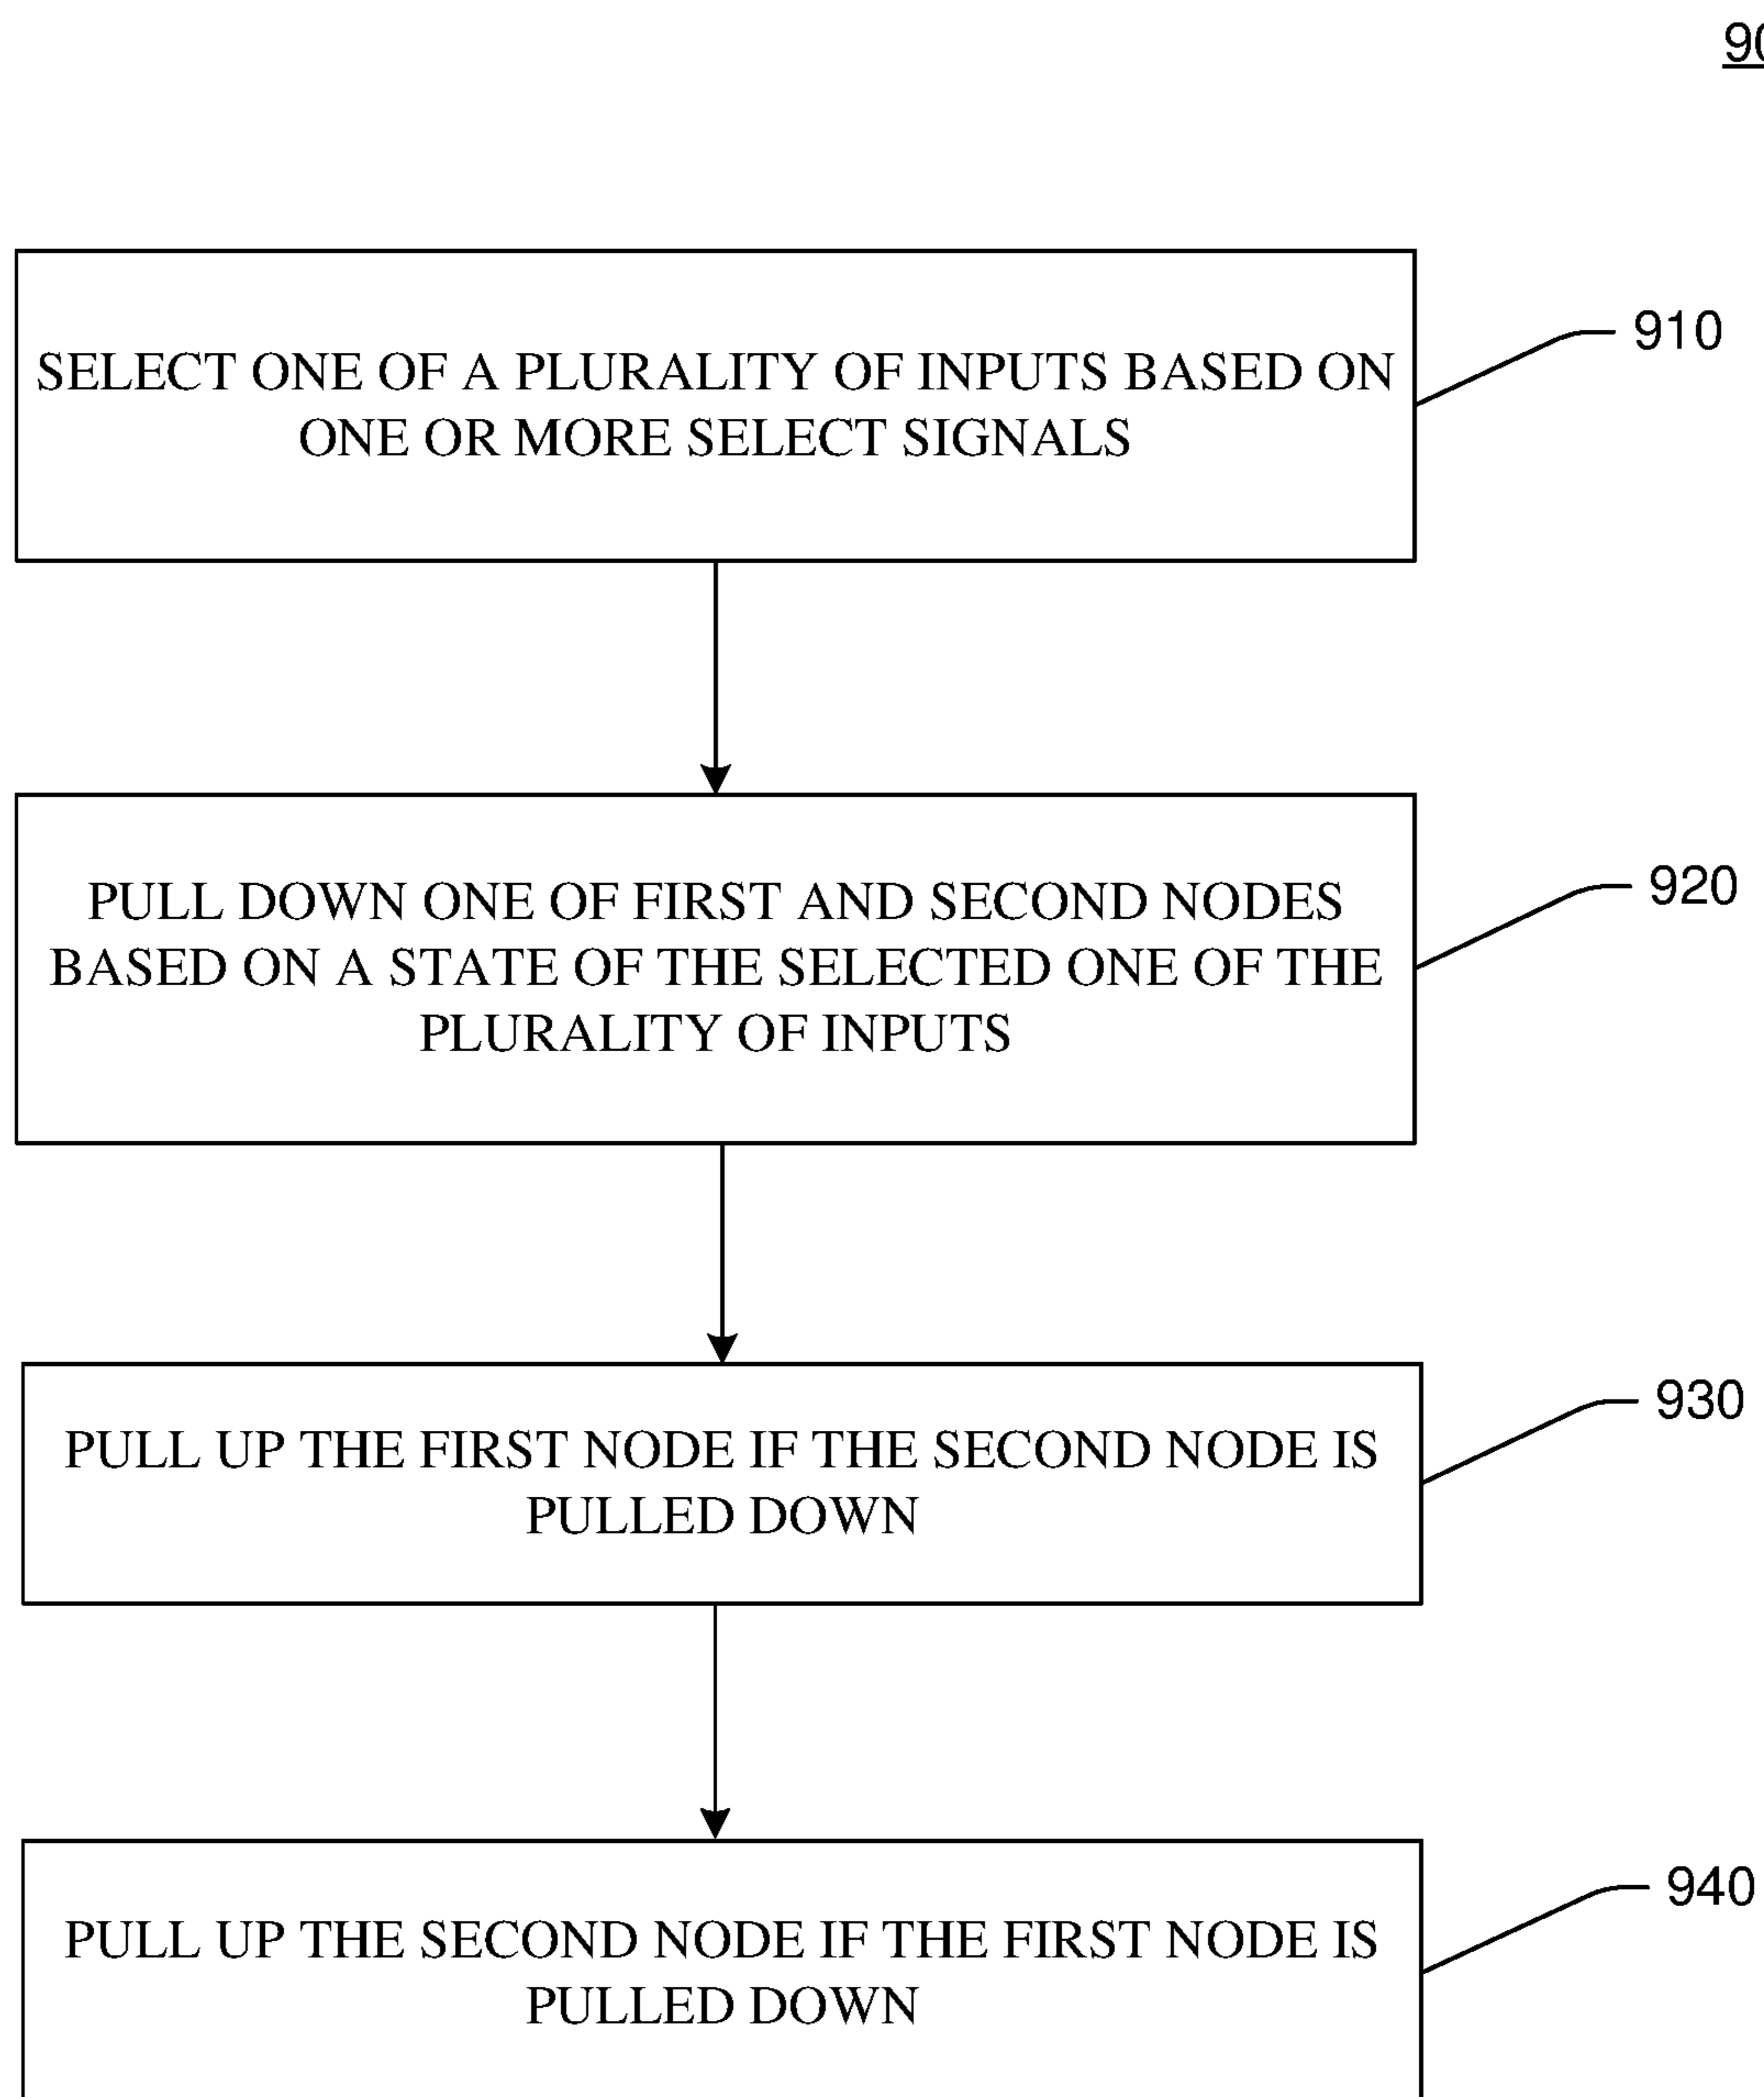 SELECT ONE OF A PLURALITY OF INPUTS BASED ON
ONE OR MORE SELECT SIGNALS
910
PULL DOWN ONE OF FIRST AND SECOND NODES
BASED ON A STATE OF THE SELECTED ONE OF THE
PLURALITY OF INPUTS
920
PULL UP THE FIRST NODE IF THE SECOND NODE IS
PULLED DOWN
930
PULL UP THE SECOND NODE IF THE FIRST NODE IS
PULLED DOWN
940